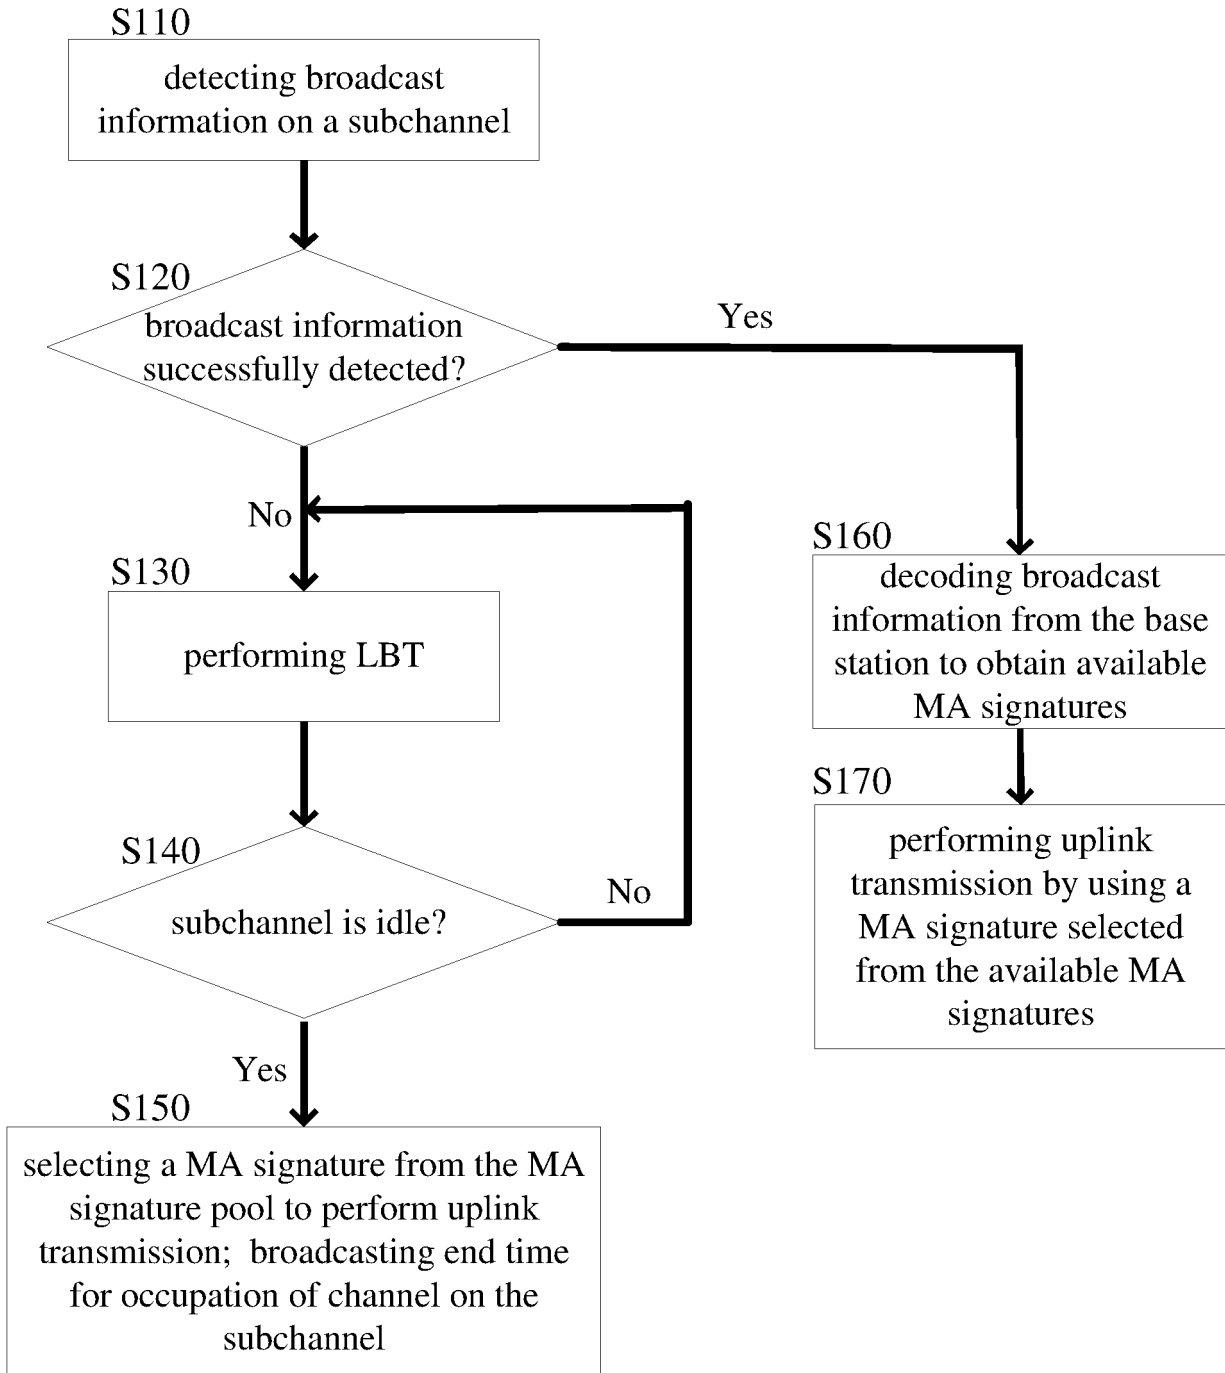 S110
detecting broadcast
information on a subchannel
S120
broadcast information
successfully detected?
Yes
No
S130
performing LBT
S140
subchannel is idle?
No
Yes
S150
selecting a MA signature from the MA
signature pool to perform uplink
transmission; broadcasting end time
for occupation of channel on the
subchannel
S160
decoding broadcast
information from the base
station to obtain available
MA signatures
S170
performing uplink
transmission by using a
MA signature selected
from the available MA
signatures